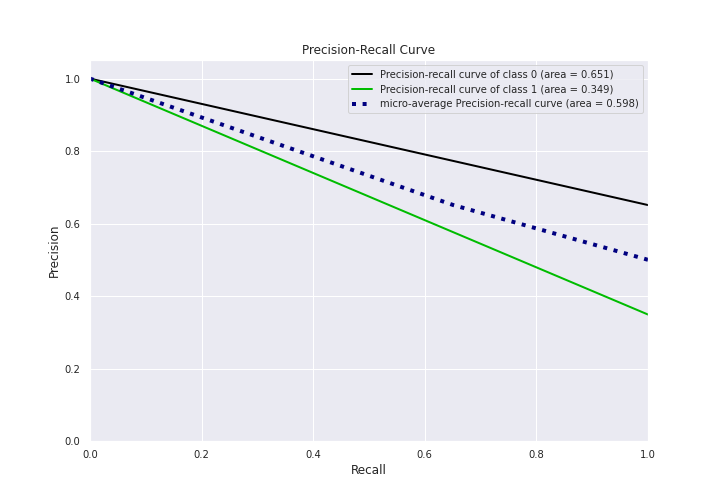 Precision-Recall Curve
Precision-recall curve of class 0 (area = 0.651)
Precision-recall curve of class 1 (area = 0.349)
micro-average Precision-recall curve (area = 0.598)
1.0
0.8
0.6
0.4
0.2
0.0
Precision
0.0 0.2 0.4 0.6 0.8 1.0
Recall